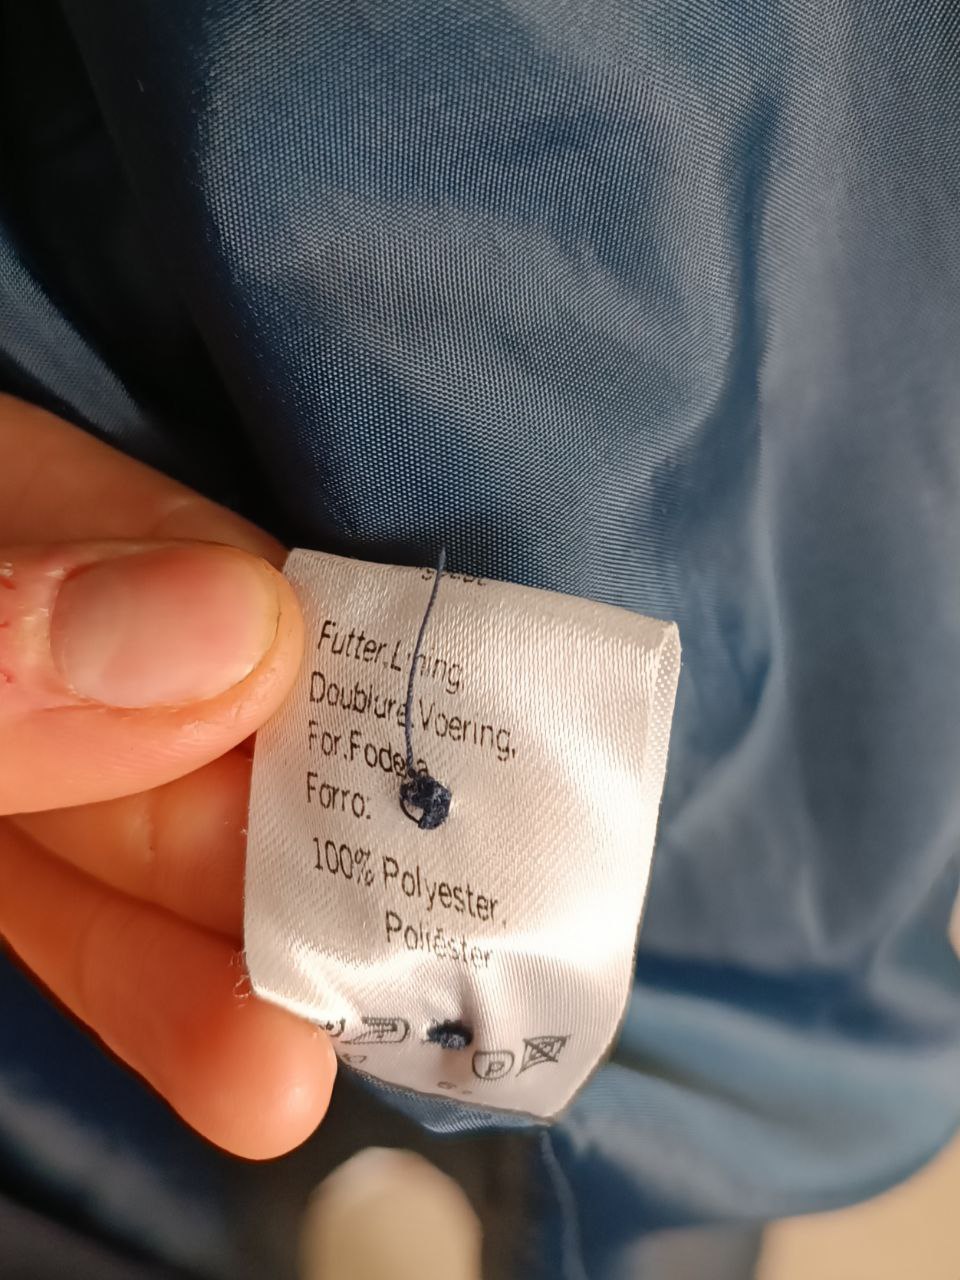 Futter.Lining,
Doublure.Voering,
For.Fodera
Forro:
100% Polyester,
Poliéster
P